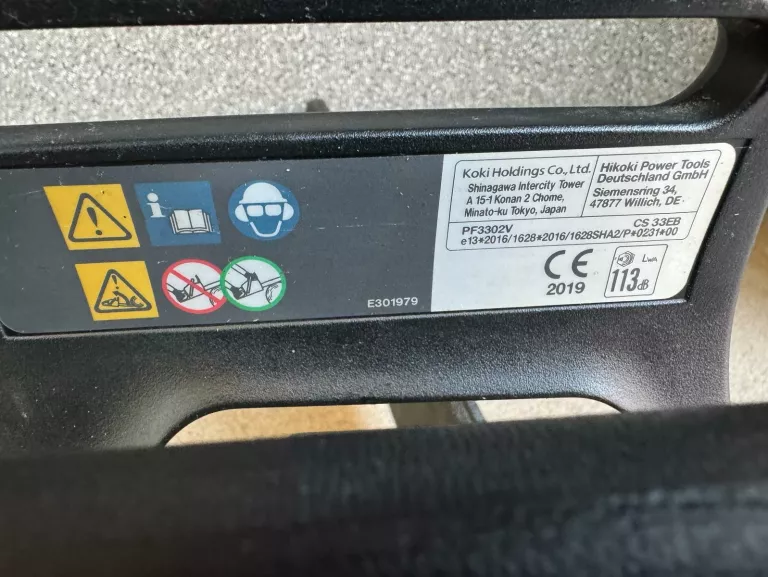 Koki Holdings Co., Ltd.
Shinagawa Intercity Tower
A 15-1 Konan 2 Chome,
Minato-ku Tokyo, Japan
Hikoki Power Tools
Deutschland GmbH
Siemensring 34,
47877 Willich, DE
PF3302V
CS 33EB
e13*2016/1628*2016/1628SHA2/P*0231*00
CE
2019
LWA
113dB
E301979